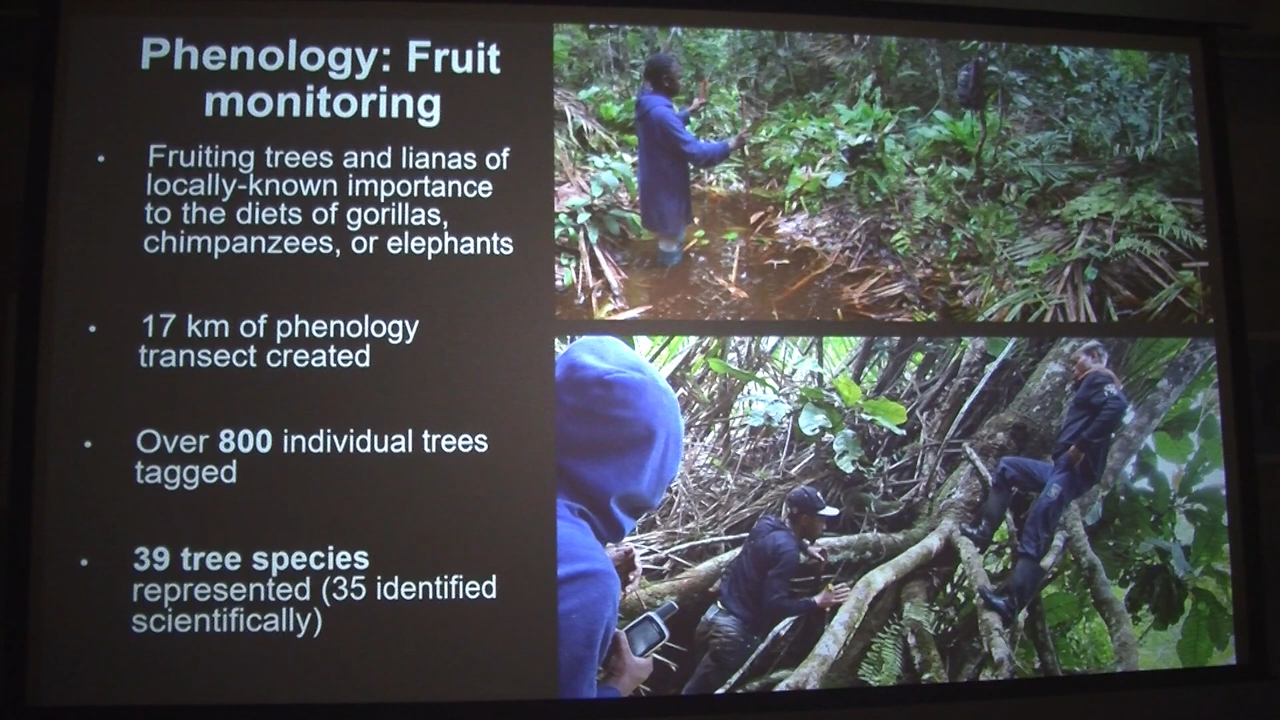 Phenology: Fruit
monitoring
• Fruiting trees and lianas of
locally-known importance
to the diets of gorillas,
chimpanzees, or elephants
• 17 km of phenology
transect created
• Over 800 individual trees
tagged
• 39 tree species
represented (35 identified
scientifically)